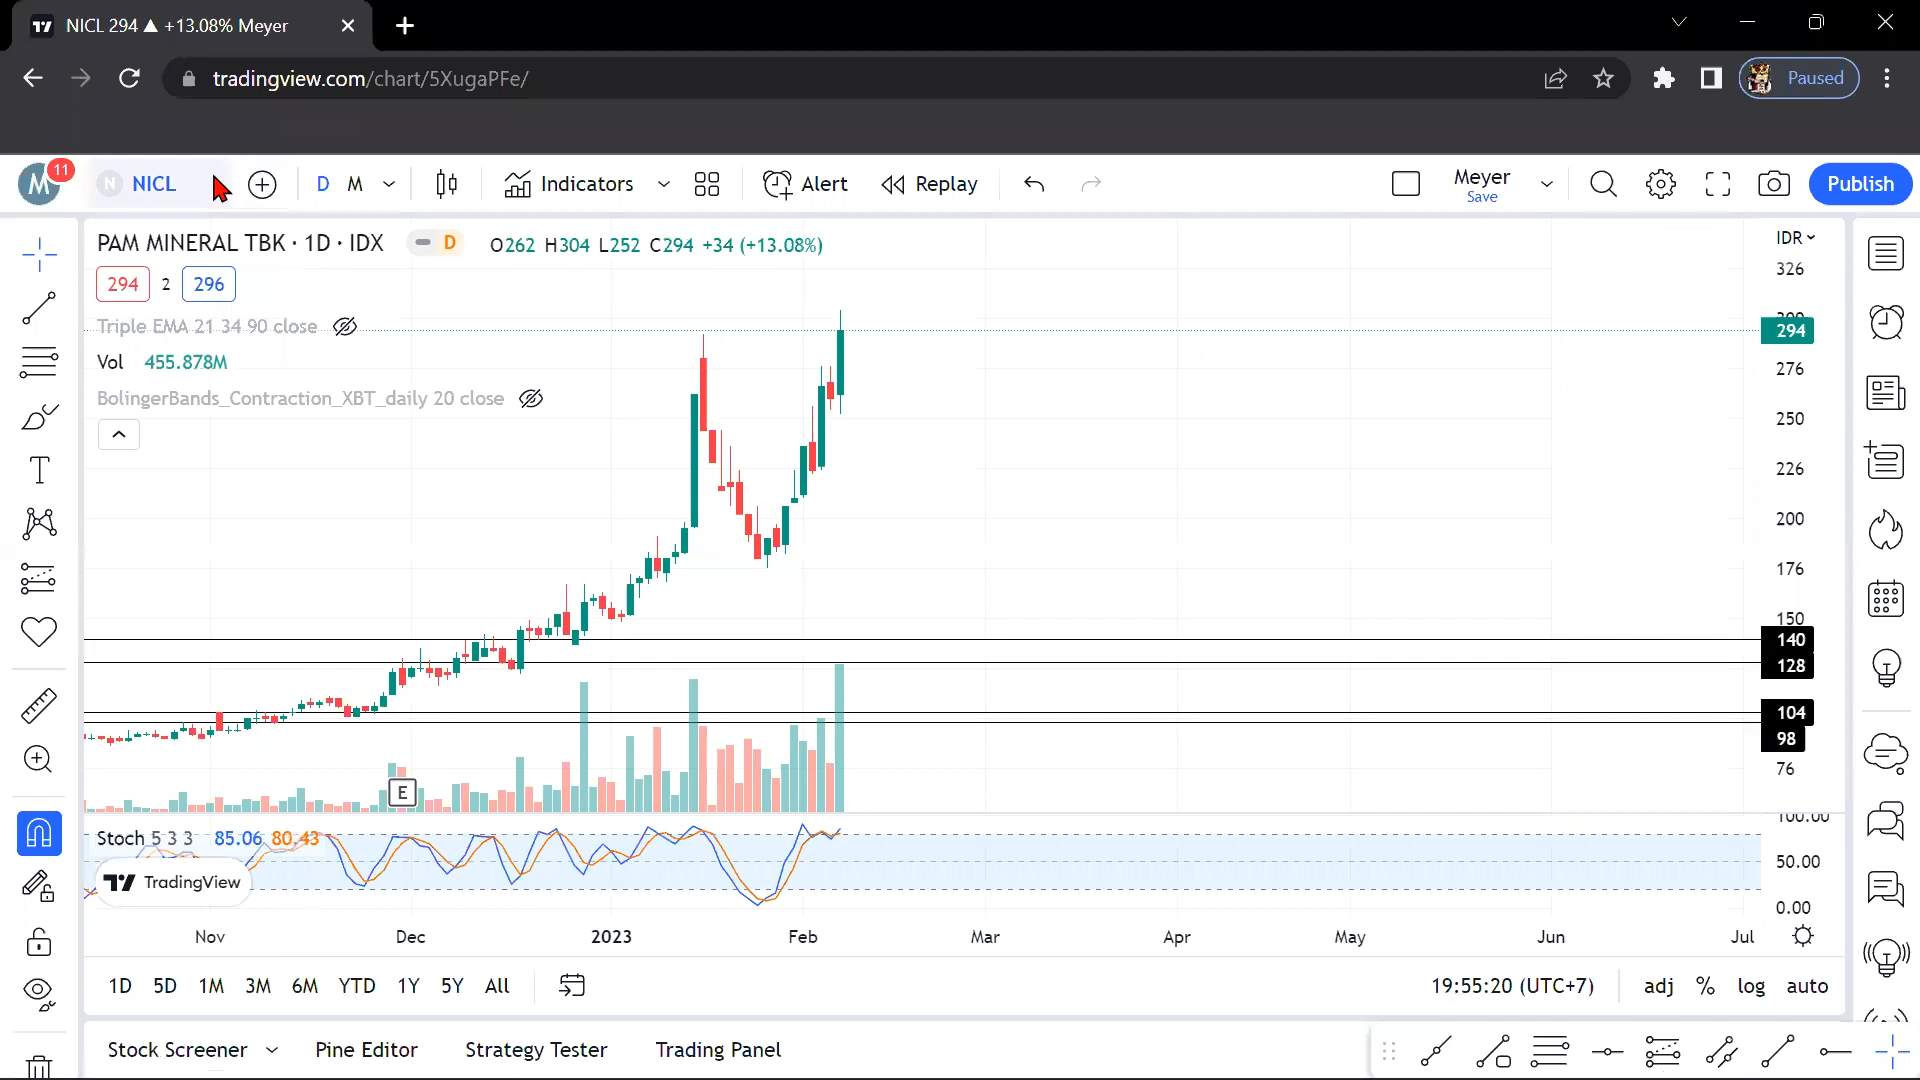 NICL 294 ▲ +13.08% Meyer
tradingview.com/chart/5XugaPFe/
Paused
M 11 N NICL D M Indicators Alert Replay Meyer Save Publish
PAM MINERAL TBK · 1D · IDX D O262 H304 L252 C294 +34 (+13.08%)
IDR
294 2 296
326
Triple EMA 21 34 90 close
300
294
Vol 455.878M
276
BolingerBands_Contraction_XBT_daily 20 close
250
226
200
176
150
140
128
104
98
76
E
100.00
Stoch 5 3 3 85.06 80.43
50.00
TradingView
0.00
Nov Dec 2023 Feb Mar Apr May Jun Jul
1D 5D 1M 3M 6M YTD 1Y 5Y All
19:55:20 (UTC+7) adj % log auto
Stock Screener Pine Editor Strategy Tester Trading Panel